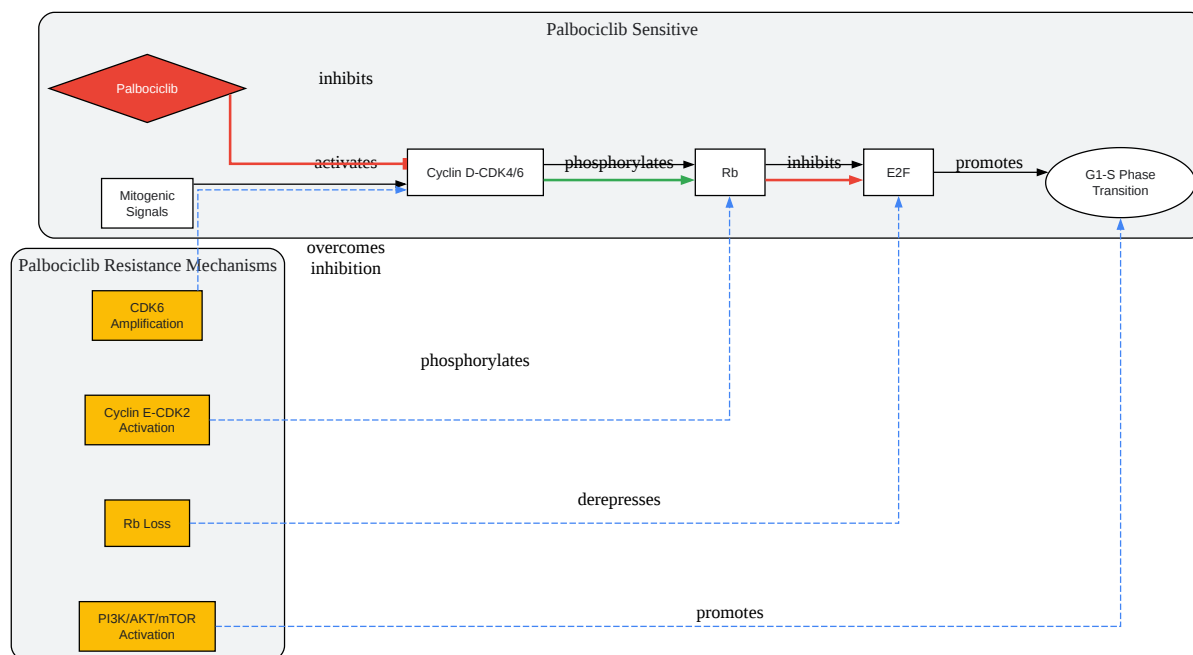 Palbociclib Sensitive
Palbociclib
inhibits
activates
Cyclin D-CDK4/6
phosphorylates
Rb
inhibits
E2F
promotes
G1-S Phase
Transition
Mitogenic
Signals
overcomes
inhibition
Palbociclib Resistance Mechanisms
CDK6
Amplification
phosphorylates
Cyclin E-CDK2
Activation
derepresses
Rb Loss
promotes
PI3K/AKT/mTOR
Activation